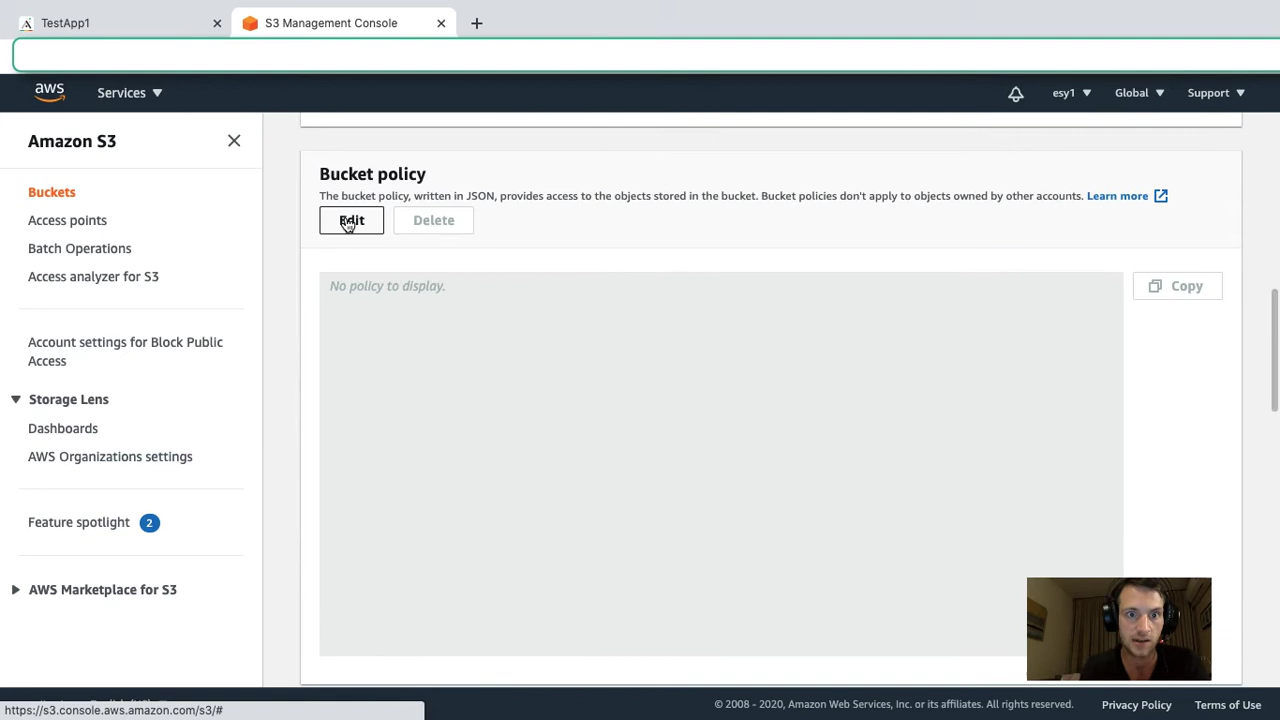 TestApp1
S3 Management Console
aws
Services
esy1
Global
Support
Amazon S3
Buckets
Access points
Batch Operations
Access analyzer for S3
Account settings for Block Public
Access
Storage Lens
Dashboards
AWS Organizations settings
Feature spotlight 2
AWS Marketplace for S3
Bucket policy
The bucket policy, written in JSON, provides access to the objects stored in the bucket. Bucket policies don't apply to objects owned by other accounts. Learn more
Edit
Delete
No policy to display.
Copy
https://s3.console.aws.amazon.com/s3/#
© 2008 - 2020, Amazon Web Services, Inc. or its affiliates. All rights reserved.
Privacy Policy
Terms of Use